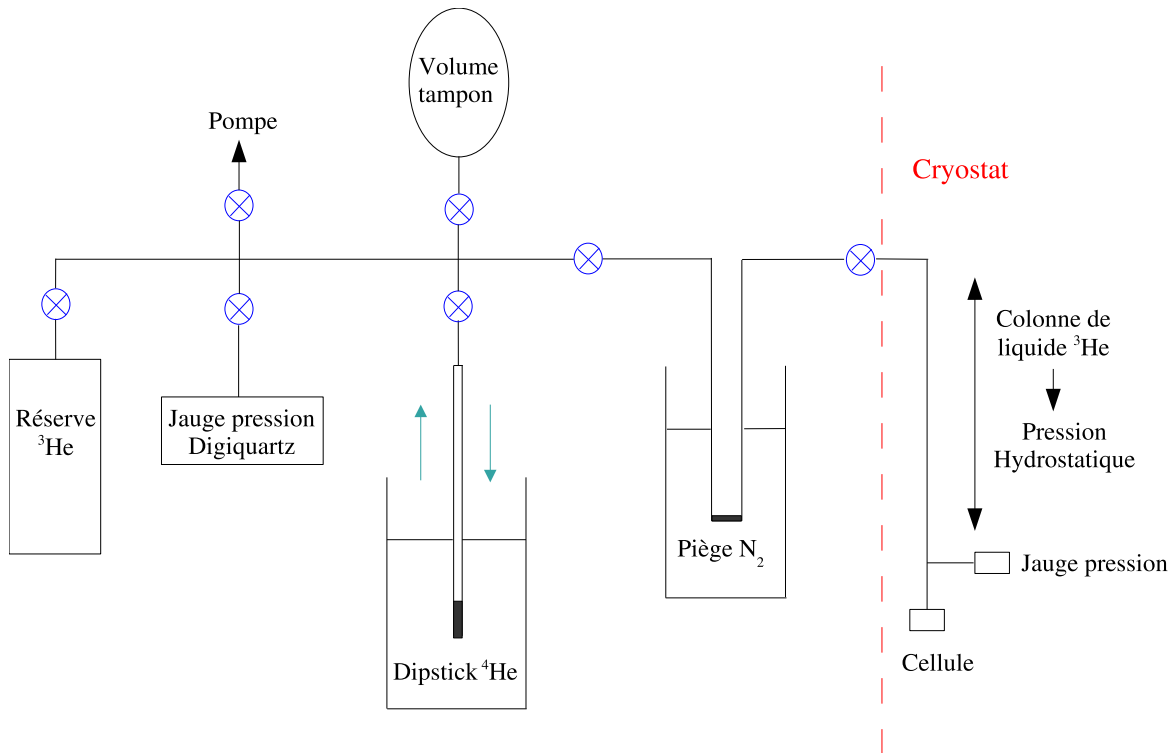 Volume
tampon
Pompe
Cryostat
Réserve
³He
Jauge pression
Digiquartz
Colonne de
liquide ³He
Pression
Hydrostatique
Piège N₂
Jauge pression
Dipstick ⁴He
Cellule